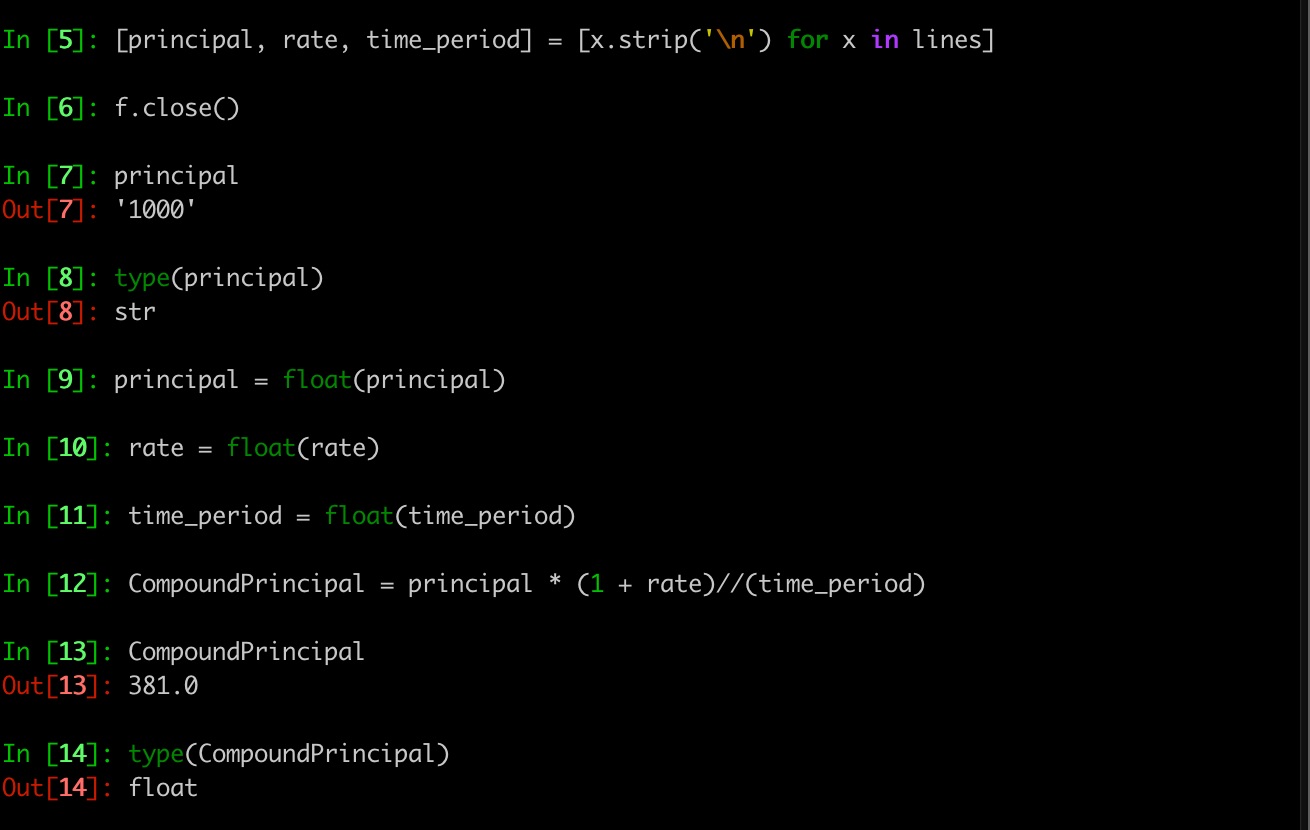 In [5]: [principal, rate, time_period] = [x.strip('\n') for x in lines]
In [6]: f.close()
In [7]: principal
Out[7]: '1000'
In [8]: type(principal)
Out[8]: str
In [9]: principal = float(principal)
In [10]: rate = float(rate)
In [11]: time_period = float(time_period)
In [12]: CompoundPrincipal = principal * (1 + rate)//(time_period)
In [13]: CompoundPrincipal
Out[13]: 381.0
In [14]: type(CompoundPrincipal)
Out[14]: float